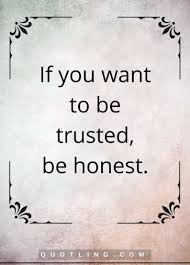 If you want
to be
trusted,
be honest.
QUOTLING.COM